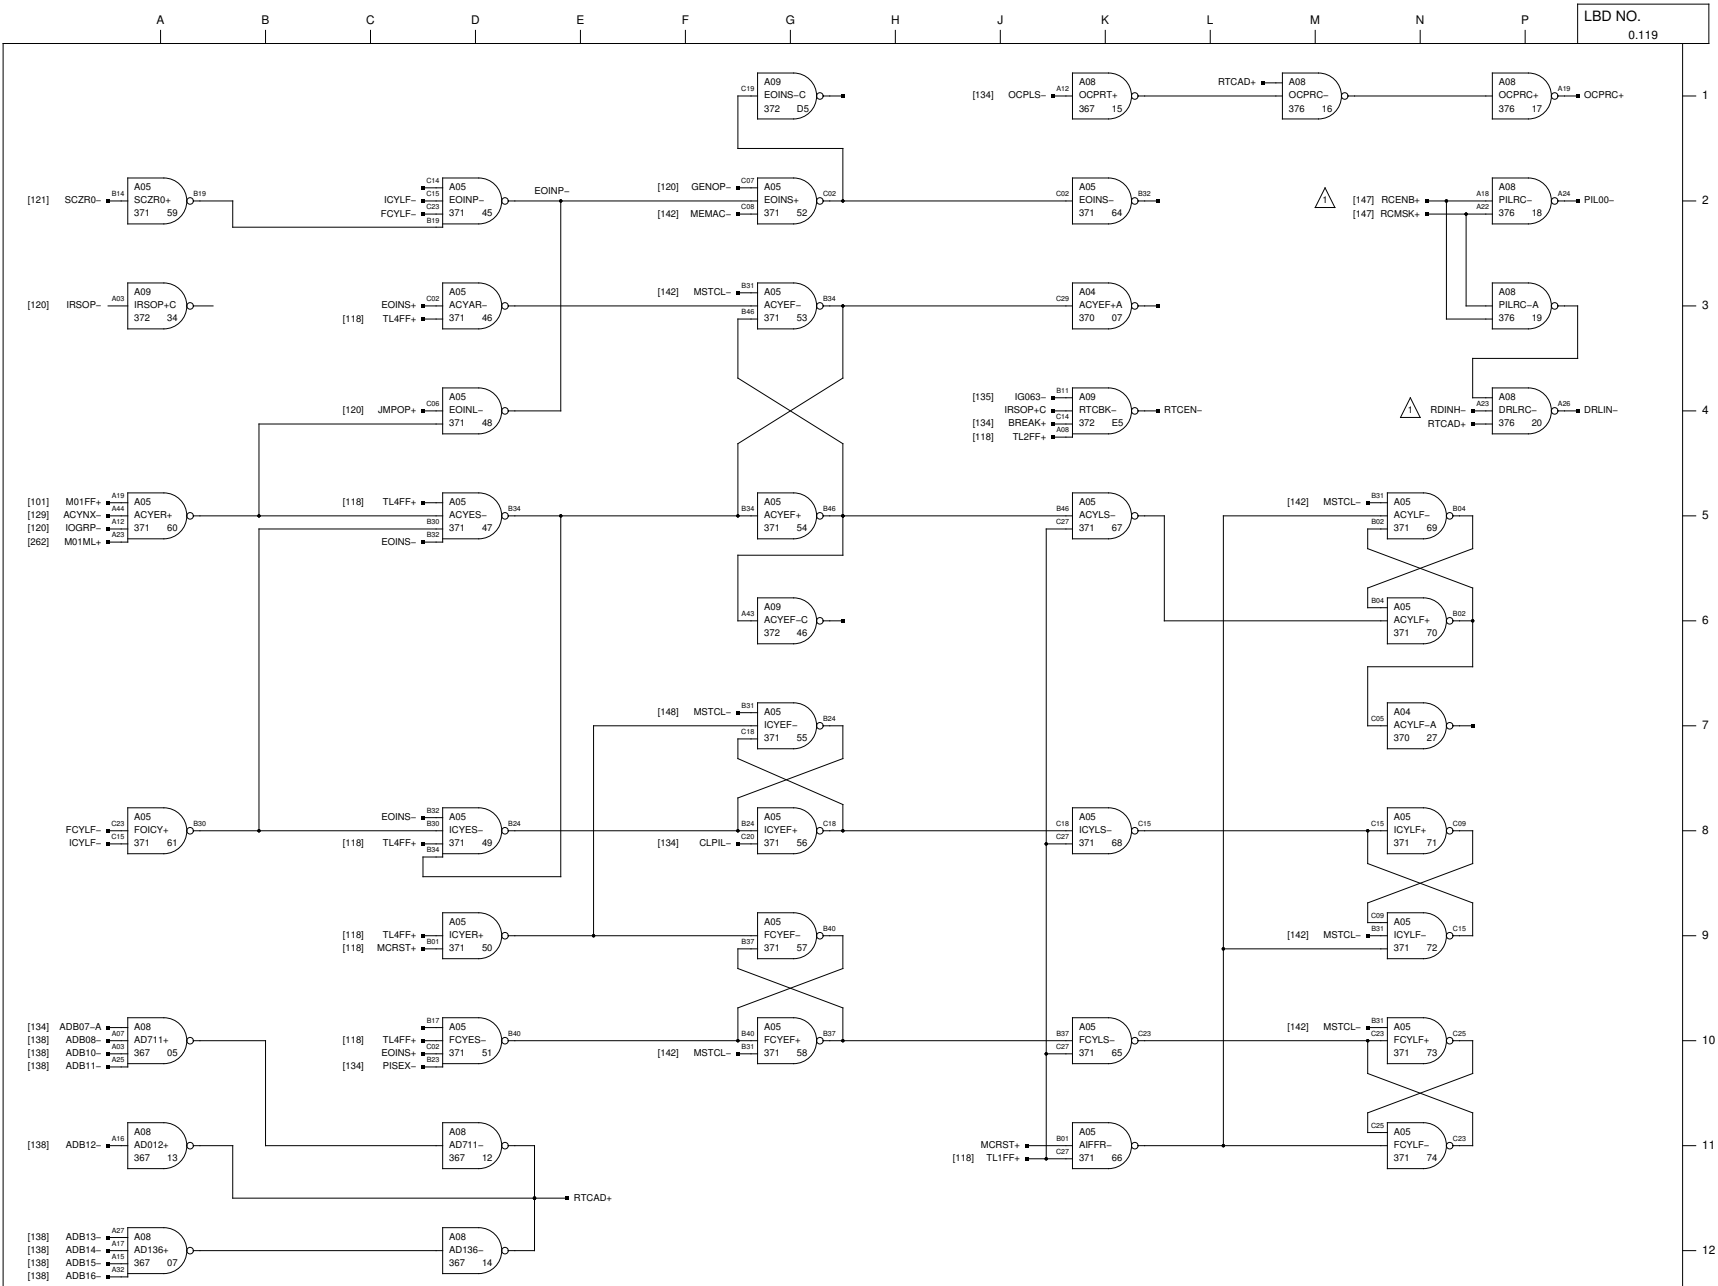 A B C D E F G H J K L M N P
LBD NO.
0.119
C19 A09
EOINS-C
372 D5
[134] OCPLS- A12 A08
OCPRT+
367 15
RTCAD+ A08
OCPRC-
376 16
A08
OCPRC+ A19 OCPRC+
376 17
1
[121] SCZR0- B14 A05 B19
SCZR0+
371 59
C14 A05
ICYLF- C15 EOINP-
FCYLF- C23 371 45
B19
EOINP-
[120] GENOP- C07 A05 C02
EOINS+
[142] MEMAC- C08 371 52
C02 A05 B32
EOINS-
371 64
1
[147] RCENB+ A18 A08 A24 PIL00-
PILRC-
[147] RCMSK+ A22 376 18
2
[120] IRSOP- A03 A09
IRSOP+C
372 34
EOINS+ C02 A05
ACYAR-
[118] TL4FF+ 371 46
[142] MSTCL- B31 A05 B34
ACYEF-
B46 371 53
C29 A04
ACYEF+A
370 07
A08
PILRC-A
376 19
3
[120] JMPOP+ C06 A05
EOINL-
371 48
[135] IG063- B11 A09
IRSOP+C RTCBK- RTCEN-
[134] BREAK+ C14 372 E5
[118] TL2FF+ A08
1
A08
RDINH- A23 DRLRC- A26 DRLIN-
RTCAD+ 376 20
4
[101] M01FF+ A19 A05
[129] ACYNX- A44 ACYER+
[120] IOGRP- A12 371 60
[262] M01ML+ A23
[118] TL4FF+ A05 B34
ACYES-
B30 371 47
EOINS- B32
B34 A05 B46
ACYEF+
371 54
B46 A05
ACYLS-
C27 371 67
[142] MSTCL- B31 A05 B04
ACYLF-
B02 371 69
5
A43 A09
ACYEF-C
372 46
B04 A05 B02
ACYLF+
371 70
6
[148] MSTCL- B31 A05 B24
ICYEF-
C18 371 55
C05 A04
ACYLF-A
370 27
7
FCYLF- C23 A05 B30
FOICY+
ICYLF- C15 371 61
EOINS- B32 A05 B24
B30 ICYES-
[118] TL4FF+ 371 49
B34
B24 A05 C18
ICYEF+
[134] CLPIL- C20 371 56
C18 A05 C15
ICYLS-
C27 371 68
C15 A05 C09
ICYLF+
371 71
8
[118] TL4FF+ A05
ICYER+
[118] MCRST+ B01 371 50
A05 B40
FCYEF-
B37 371 57
C09 A05 C15
[142] MSTCL- B31 ICYLF-
371 72
9
[134] ADB07-A A08
[138] ADB08- A07 AD711+
[138] ADB10- A03 367 05
[138] ADB11- A25
B17 A05 B40
[118] TL4FF+ FCYES-
EOINS+ C02 371 51
[134] PISEX- B23
B40 A05 B37
FCYEF+
[142] MSTCL- B31 371 58
B37 A05 C23
FCYLS-
C27 371 65
[142] MSTCL- B31 A05 C25
C23 FCYLF+
371 73
10
[138] ADB12- A16 A08
AD012+
367 13
A08
AD711-
367 12
MCRST+ B01 A05
AIFFR-
[118] TL1FF+ C27 371 66
C25 A05 C23
FCYLF-
371 74
11
RTCAD+
[138] ADB13- A27 A08
[138] ADB14- A17 AD136+
[138] ADB15- A15 367 07
[138] ADB16- A32
A08
AD136-
367 14
12